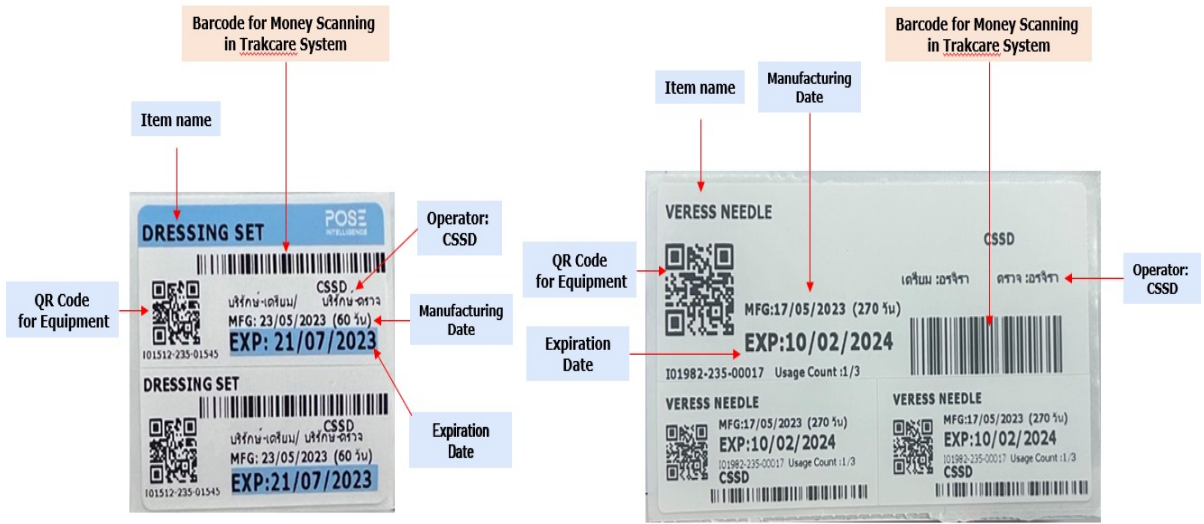 Barcode for Money Scanning
in Trakcare System
Item name
DRESSING SET
POSE
INTELLIGENCE
Operator:
CSSD
QR Code
for Equipment
CSSD
บริรักษ์-เตรียม/ บริรักษ์-ตรวจ
MFG: 23/05/2023 (60 วัน)
Manufacturing
Date
EXP: 21/07/2023
I01512-235-01545
DRESSING SET
CSSD
บริรักษ์-เตรียม/ บริรักษ์-ตรวจ
MFG: 23/05/2023 (60 วัน)
EXP:21/07/2023
I01512-235-01545
Expiration
Date
Barcode for Money Scanning
in Trakcare System
Item name
Manufacturing
Date
VERESS NEEDLE
CSSD
QR Code
for Equipment
เตรียม :อรจิรา ตรวจ :อรจิรา
Operator:
CSSD
MFG:17/05/2023 (270 วัน)
Expiration
Date
EXP:10/02/2024
I01982-235-00017 Usage Count :1/3
VERESS NEEDLE
MFG:17/05/2023 (270 วัน)
EXP:10/02/2024
I01982-235-00017 Usage Count :1/3
CSSD
VERESS NEEDLE
MFG:17/05/2023 (270 วัน)
EXP:10/02/2024
I01982-235-00017 Usage Count :1/3
CSSD